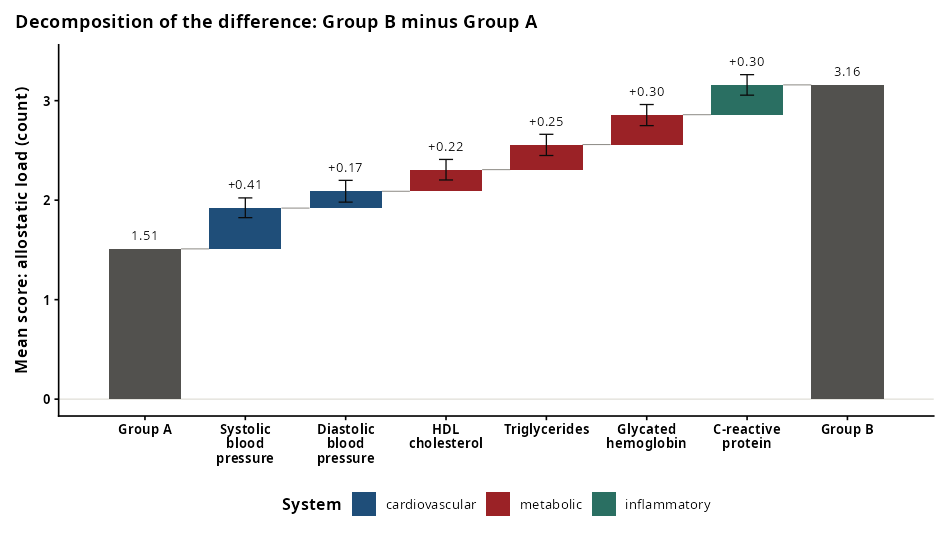 Decomposition of the difference: Group B minus Group A
Mean score: allostatic load (count)
3
2
1
0
1.51
+0.41
+0.17
+0.22
+0.25
+0.30
+0.30
3.16
Group A
Systolic
blood
pressure
Diastolic
blood
pressure
HDL
cholesterol
Triglycerides
Glycated
hemoglobin
C-reactive
protein
Group B
System
cardiovascular
metabolic
inflammatory